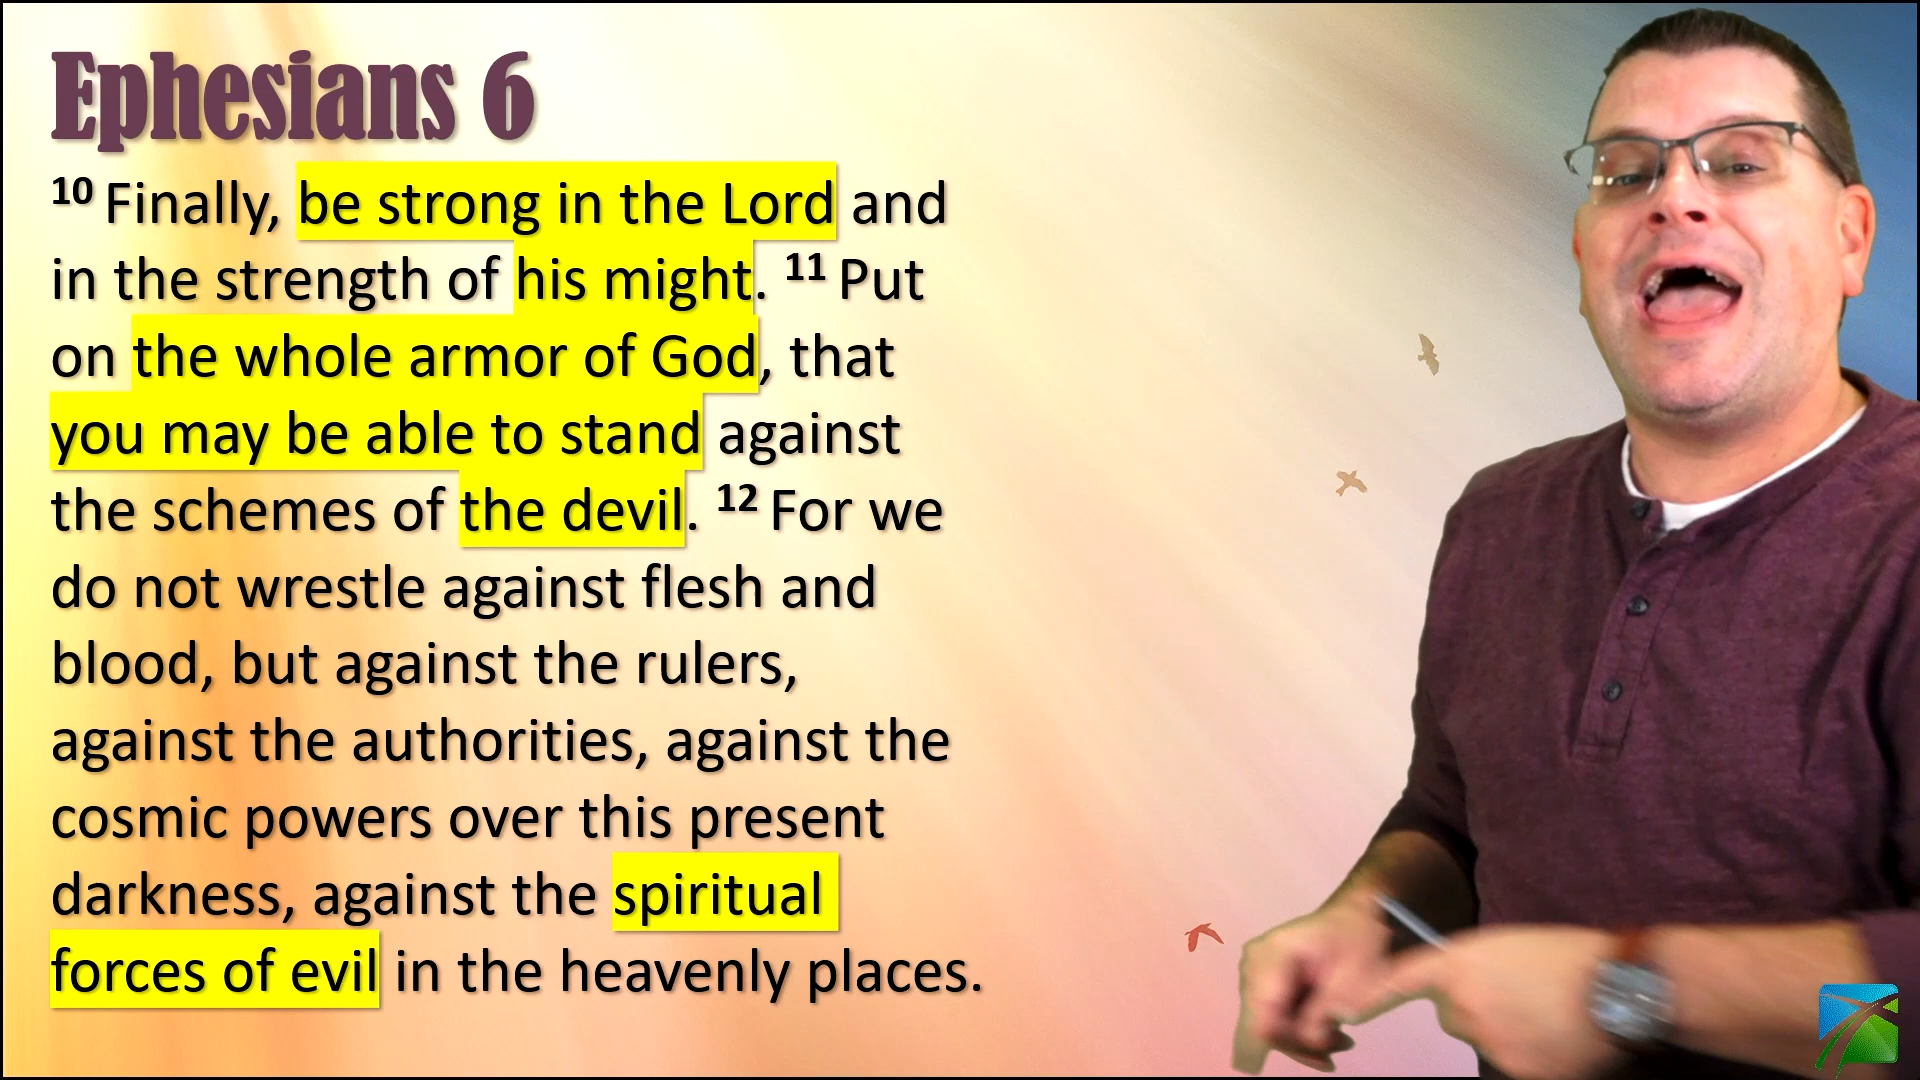 Ephesians 6
10 Finally, be strong in the Lord and
in the strength of his might. 11 Put
on the whole armor of God, that
you may be able to stand against
the schemes of the devil. 12 For we
do not wrestle against flesh and
blood, but against the rulers,
against the authorities, against the
cosmic powers over this present
darkness, against the spiritual
forces of evil in the heavenly places.